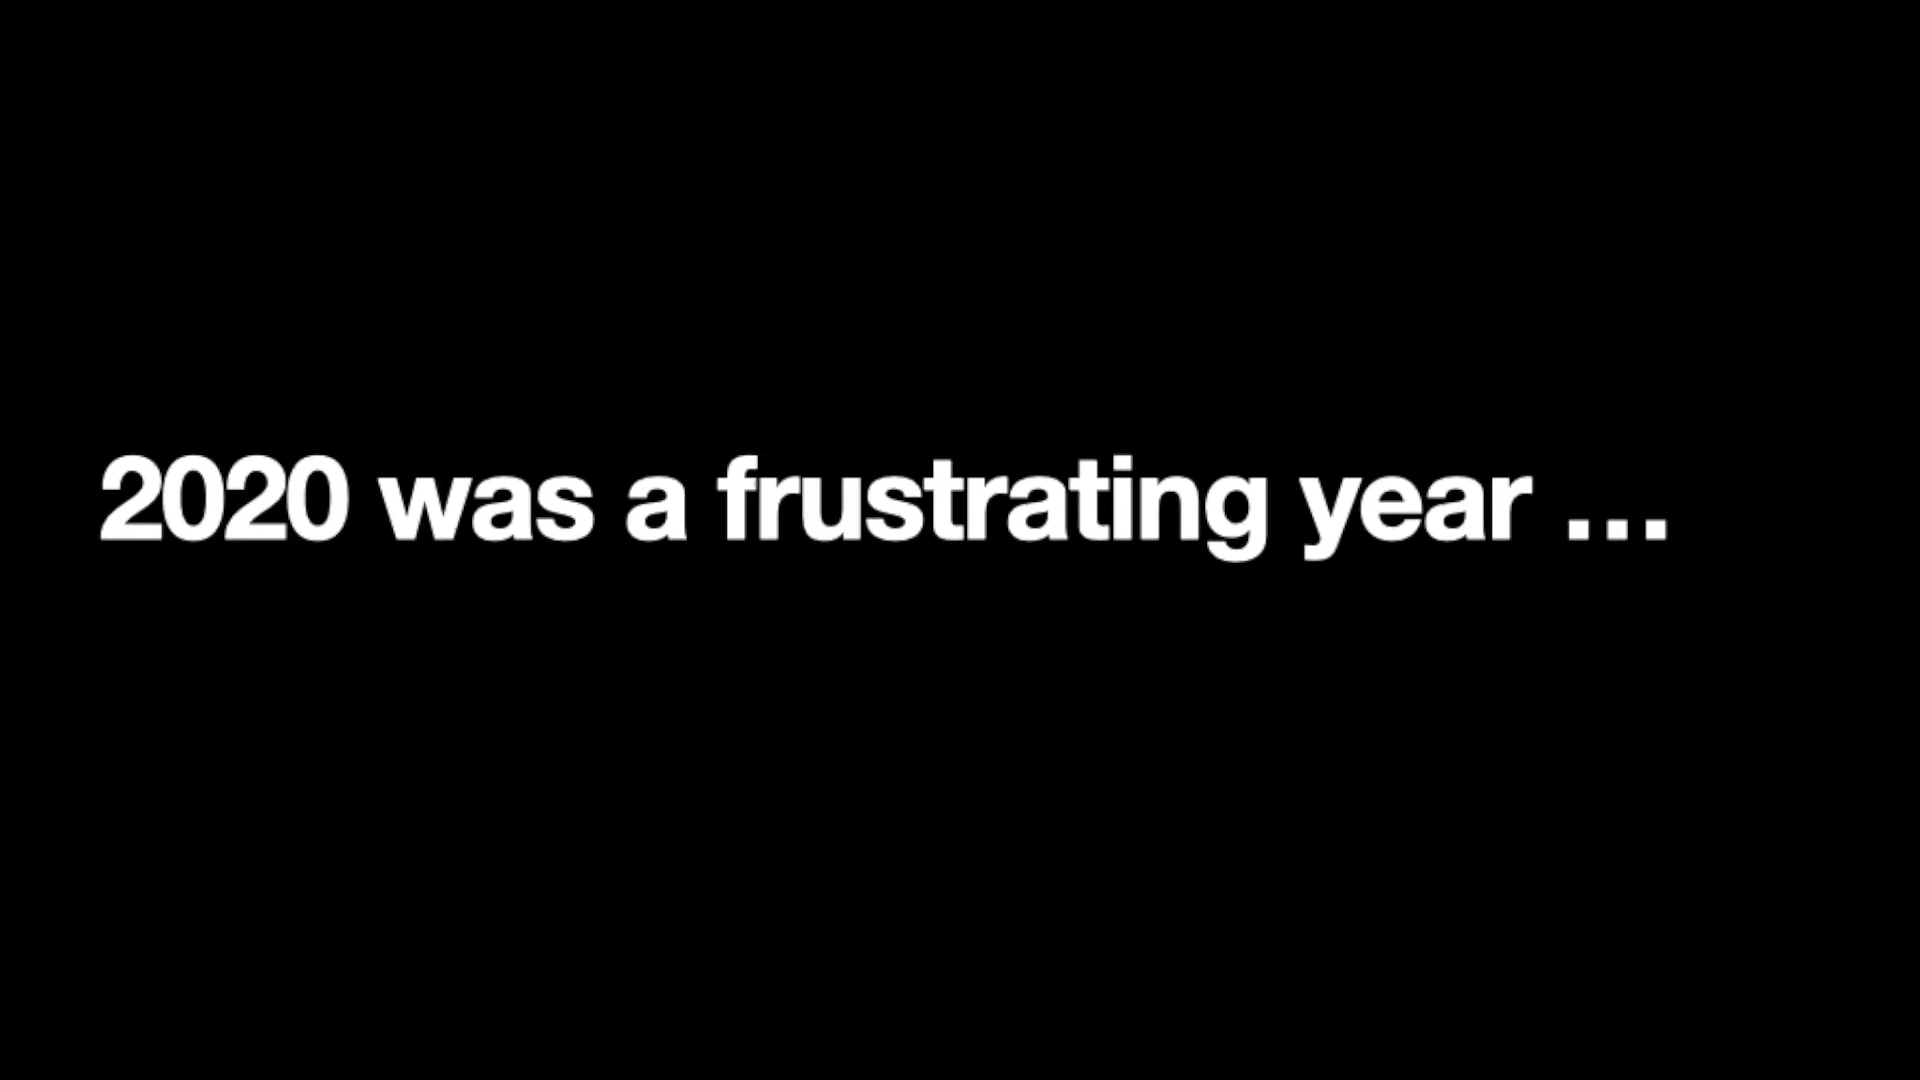 2020 was a frustrating year …